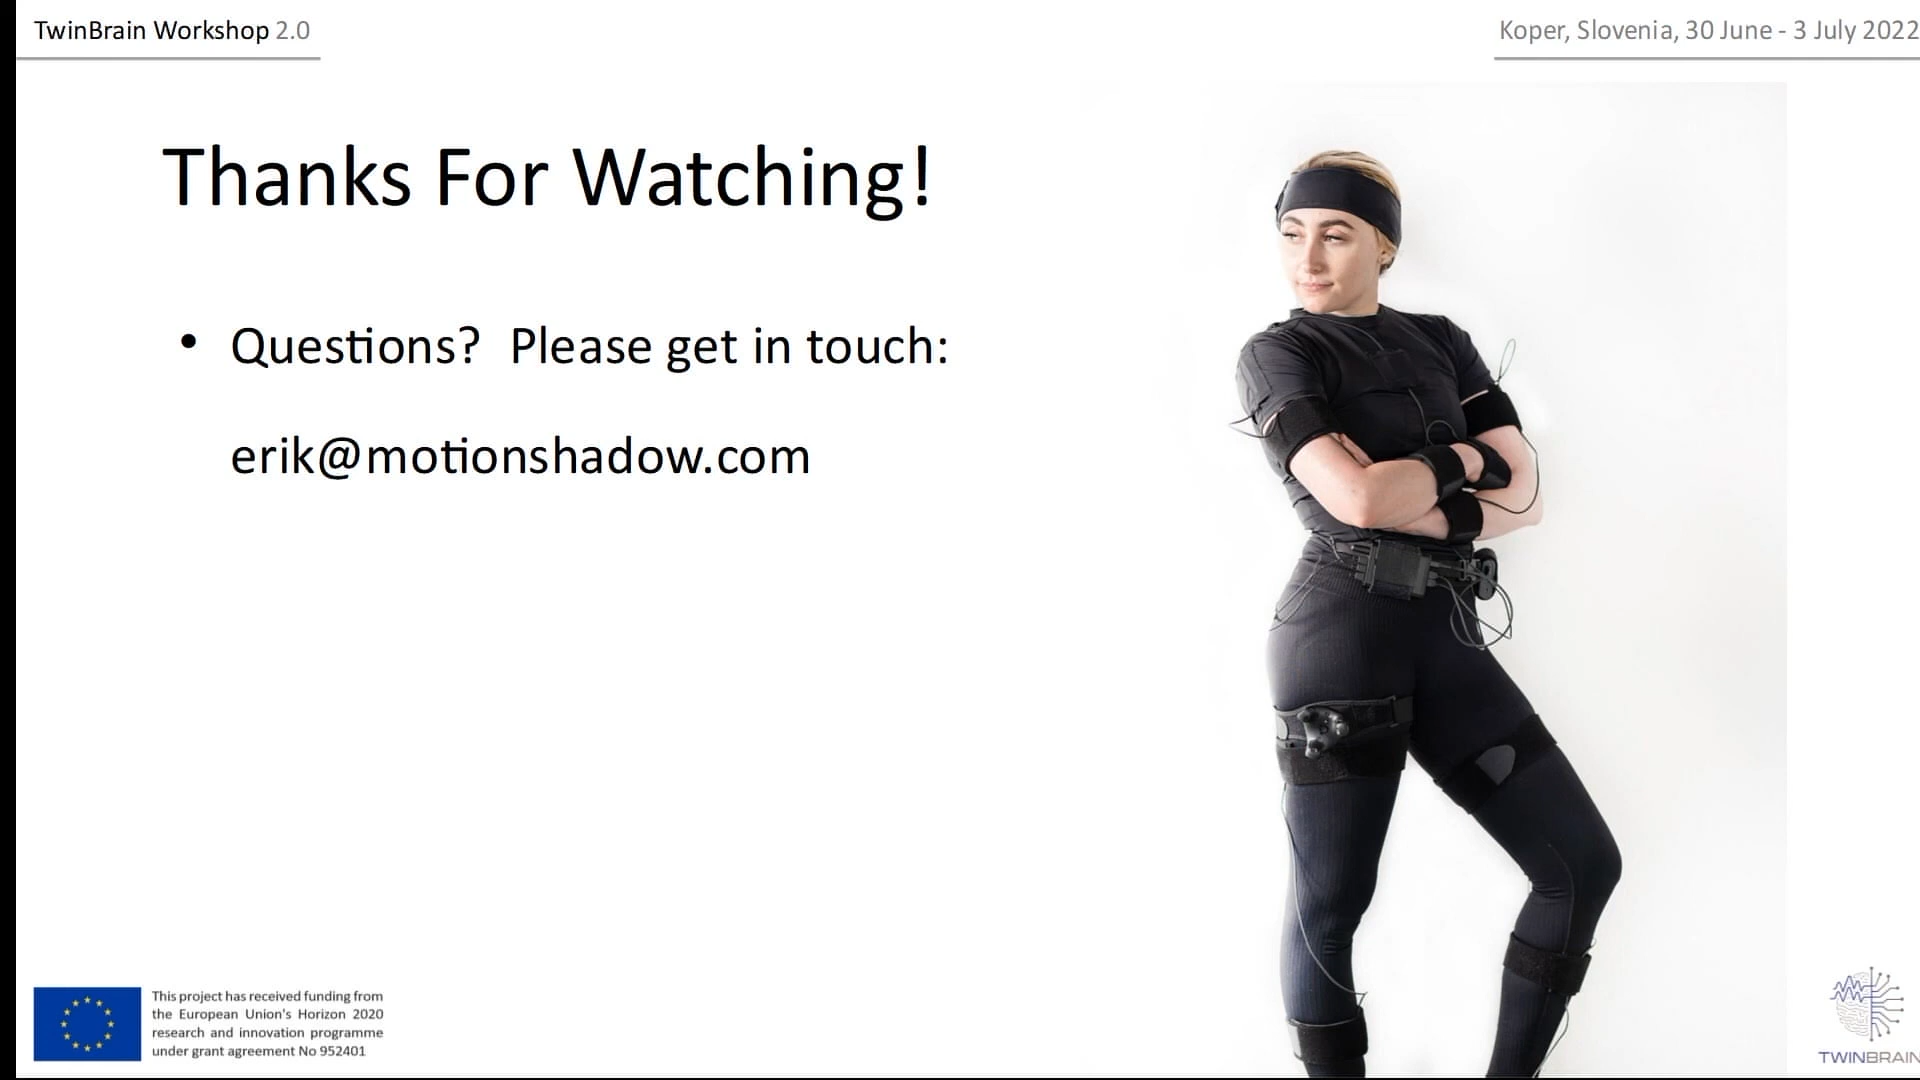 TwinBrain Workshop 2.0
Koper, Slovenia, 30 June - 3 July 2022
Thanks For Watching!
• Questions?  Please get in touch:
erik@motionshadow.com
This project has received funding from
the European Union's Horizon 2020
research and innovation programme
under grant agreement No 952401
TWINBRAIN